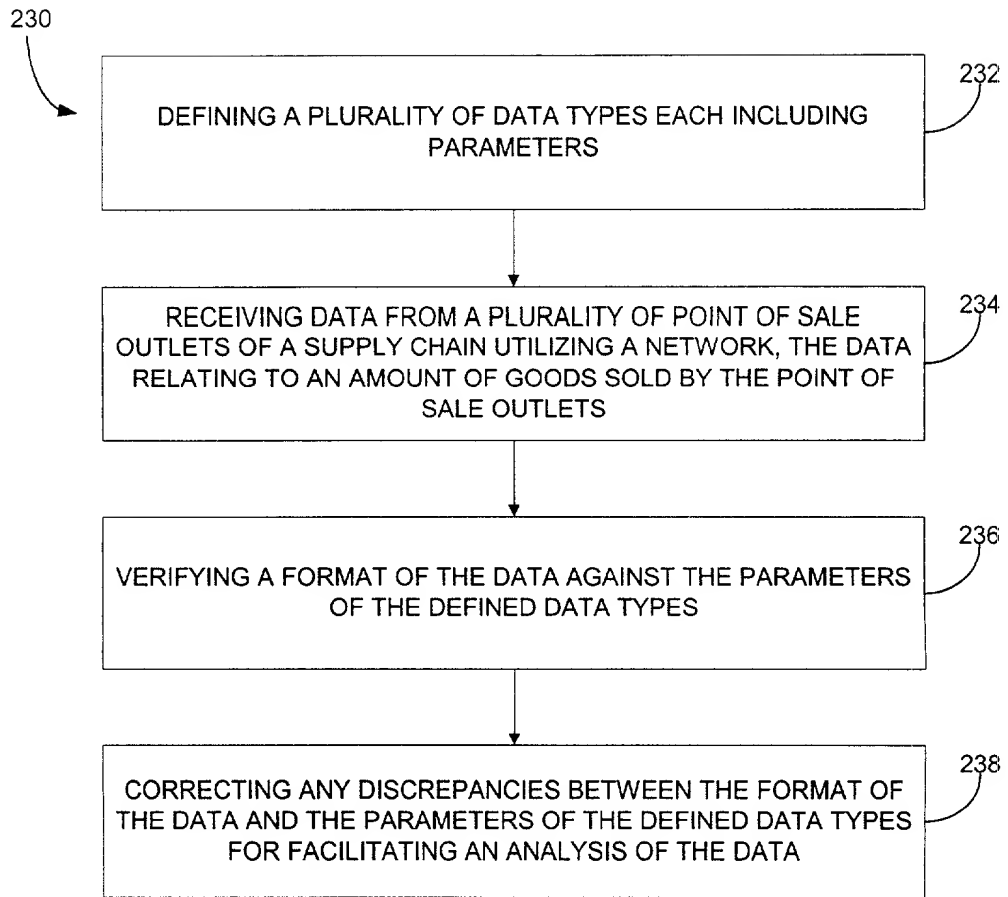 230
232
DEFINING A PLURALITY OF DATA TYPES EACH INCLUDING
PARAMETERS
234
RECEIVING DATA FROM A PLURALITY OF POINT OF SALE
OUTLETS OF A SUPPLY CHAIN UTILIZING A NETWORK, THE DATA
RELATING TO AN AMOUNT OF GOODS SOLD BY THE POINT OF
SALE OUTLETS
236
VERIFYING A FORMAT OF THE DATA AGAINST THE PARAMETERS
OF THE DEFINED DATA TYPES
238
CORRECTING ANY DISCREPANCIES BETWEEN THE FORMAT OF
THE DATA AND THE PARAMETERS OF THE DEFINED DATA TYPES
FOR FACILITATING AN ANALYSIS OF THE DATA